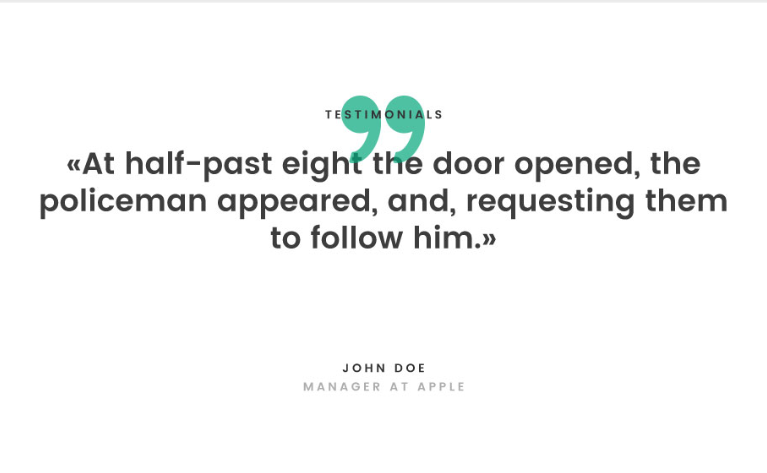 TESTIMONIALS
«At half-past eight the door opened, the
policeman appeared, and, requesting them
to follow him.»
JOHN DOE
MANAGER AT APPLE